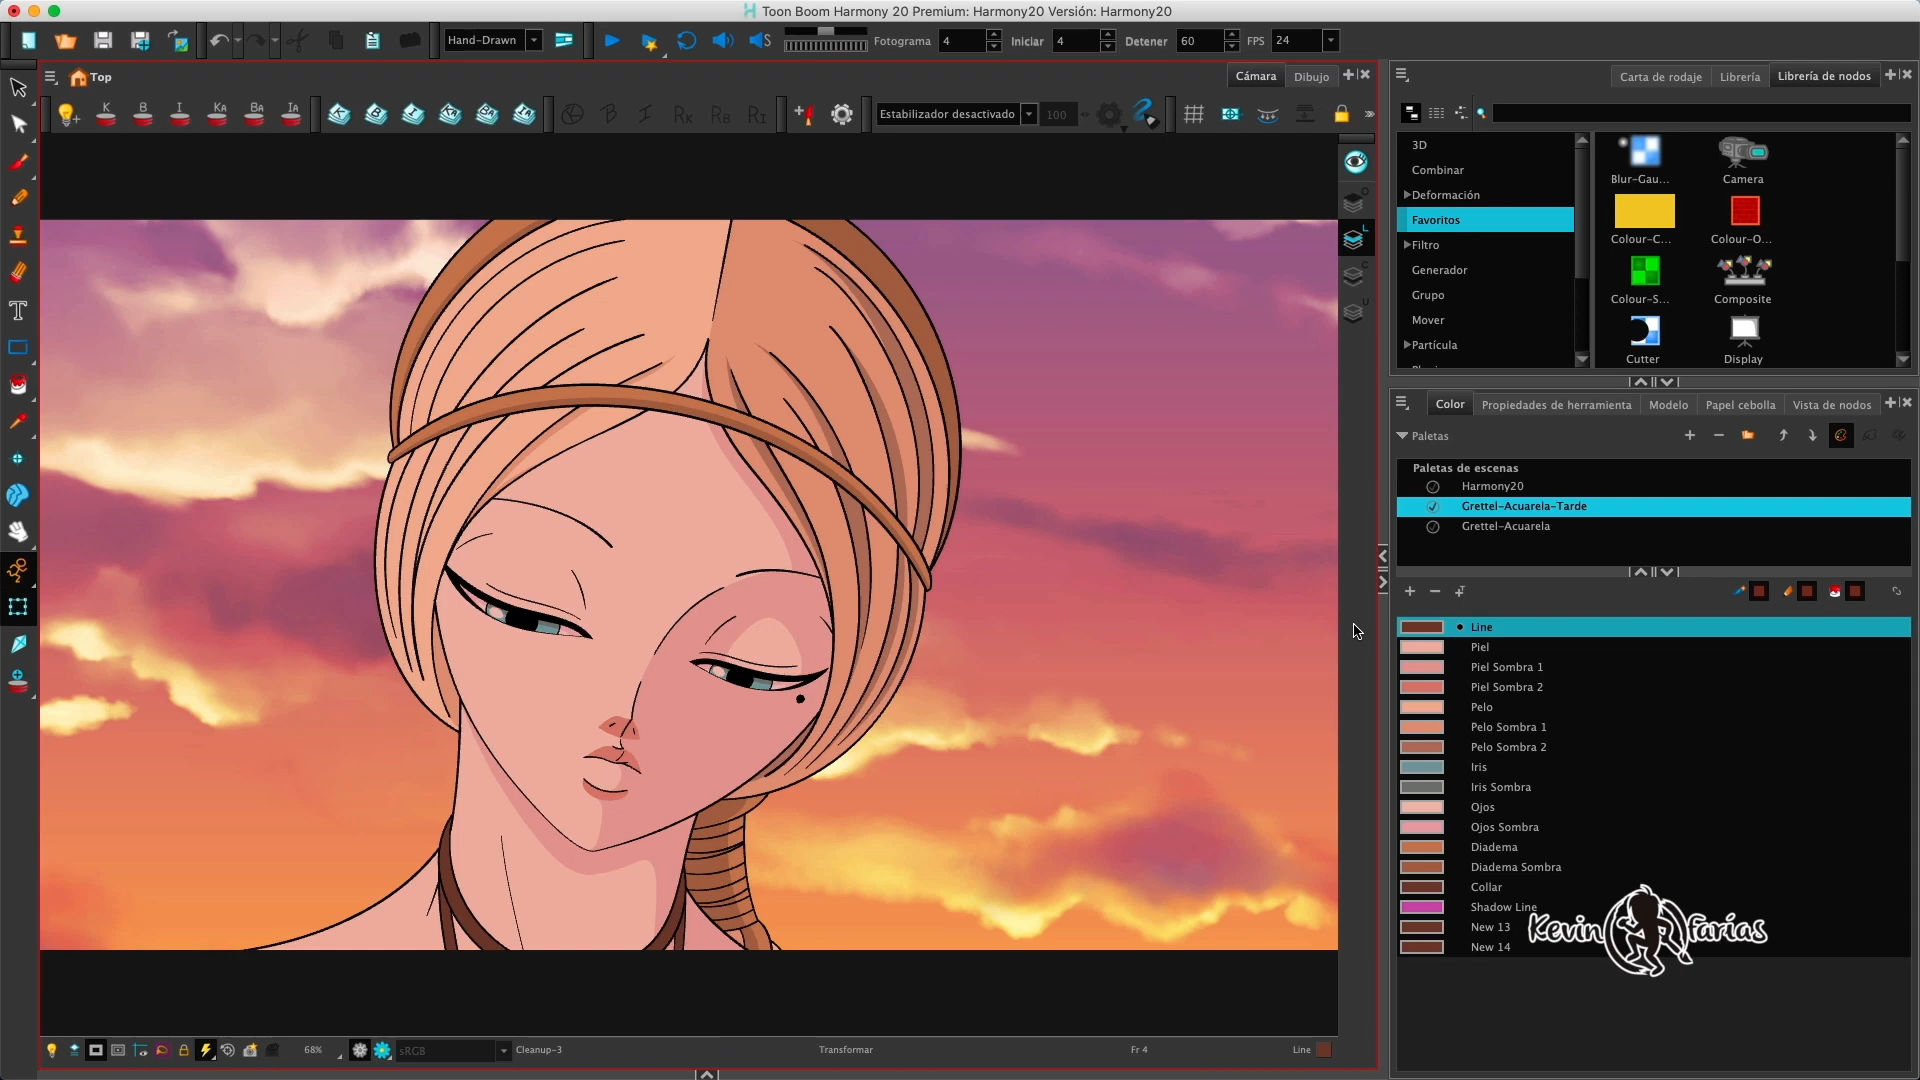 Toon Boom Harmony 20 Premium: Harmony20 Versión: Harmony20
Hand-Drawn
Fotograma 4 Iniciar 4 Detener 60 FPS 24
Top
Cámara Dibujo
Carta de rodaje Librería Librería de nodos
K B I KA BA IA
Estabilizador desactivado 100
3D
Combinar
Deformación
Favoritos
Filtro
Generador
Grupo
Mover
Partícula
Blur-Gau... Camera
Colour-C... Colour-O...
Colour-S... Composite
Cutter Display
Color Propiedades de herramienta Modelo Papel cebolla Vista de nodos
Paletas
Paletas de escenas
Harmony20
Grettel-Acuarela-Tarde
Grettel-Acuarela
Line
Piel
Piel Sombra 1
Piel Sombra 2
Pelo
Pelo Sombra 1
Pelo Sombra 2
Iris
Iris Sombra
Ojos
Ojos Sombra
Diadema
Diadema Sombra
Collar
Shadow Line
New 13
New 14
Kevin Farías
68% sRGB Cleanup-3 Transformar Fr 4 Line